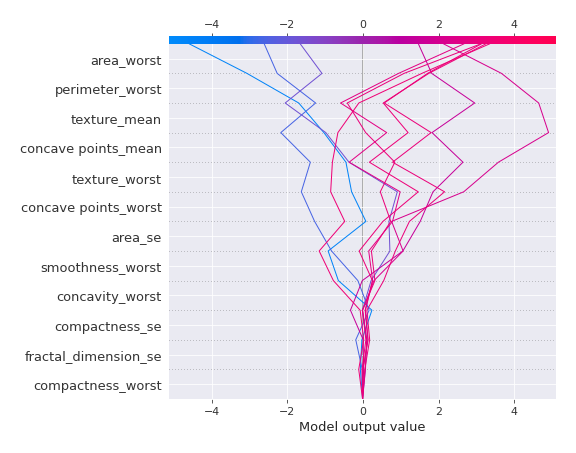 −4 −2 0 2 4
area_worst
perimeter_worst
texture_mean
concave points_mean
texture_worst
concave points_worst
area_se
smoothness_worst
concavity_worst
compactness_se
fractal_dimension_se
compactness_worst
−4 −2 0 2 4
Model output value